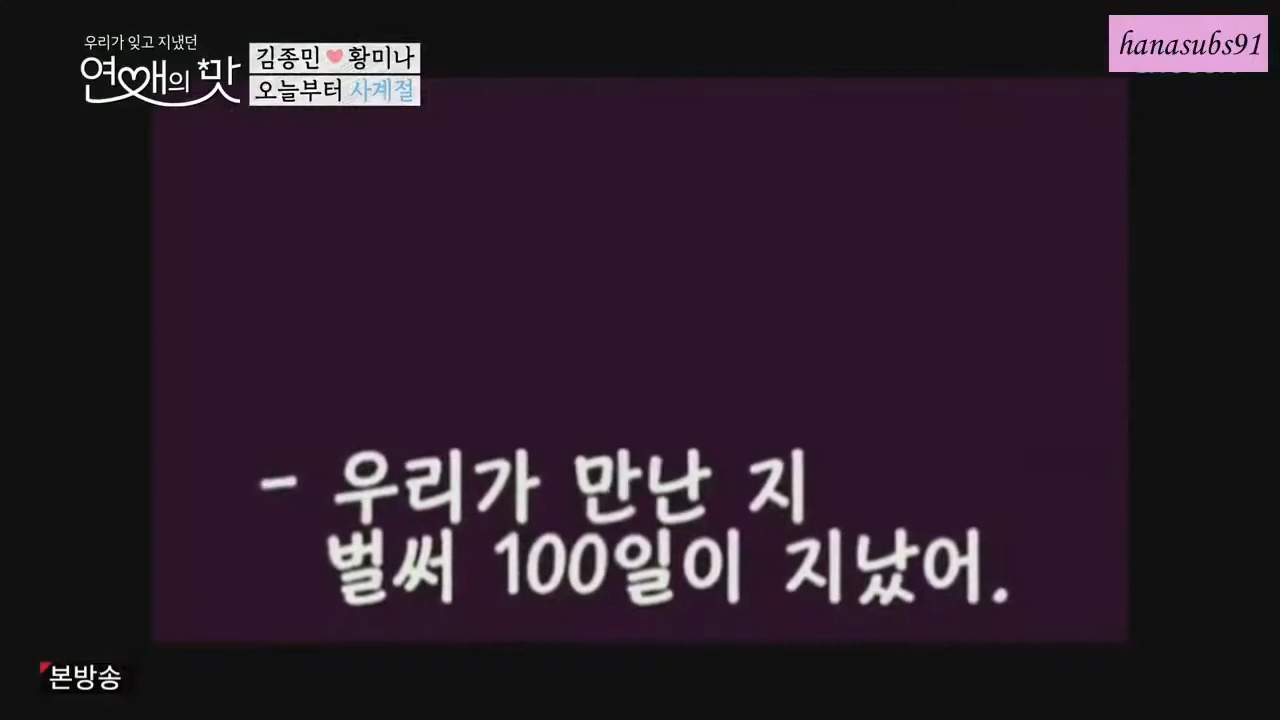 우리가 잊고 지냈던
연애의 맛
김종민 황미나
오늘부터 사계절
hanasubs91
- 우리가 만난 지
벌써 100일이 지났어.
본방송